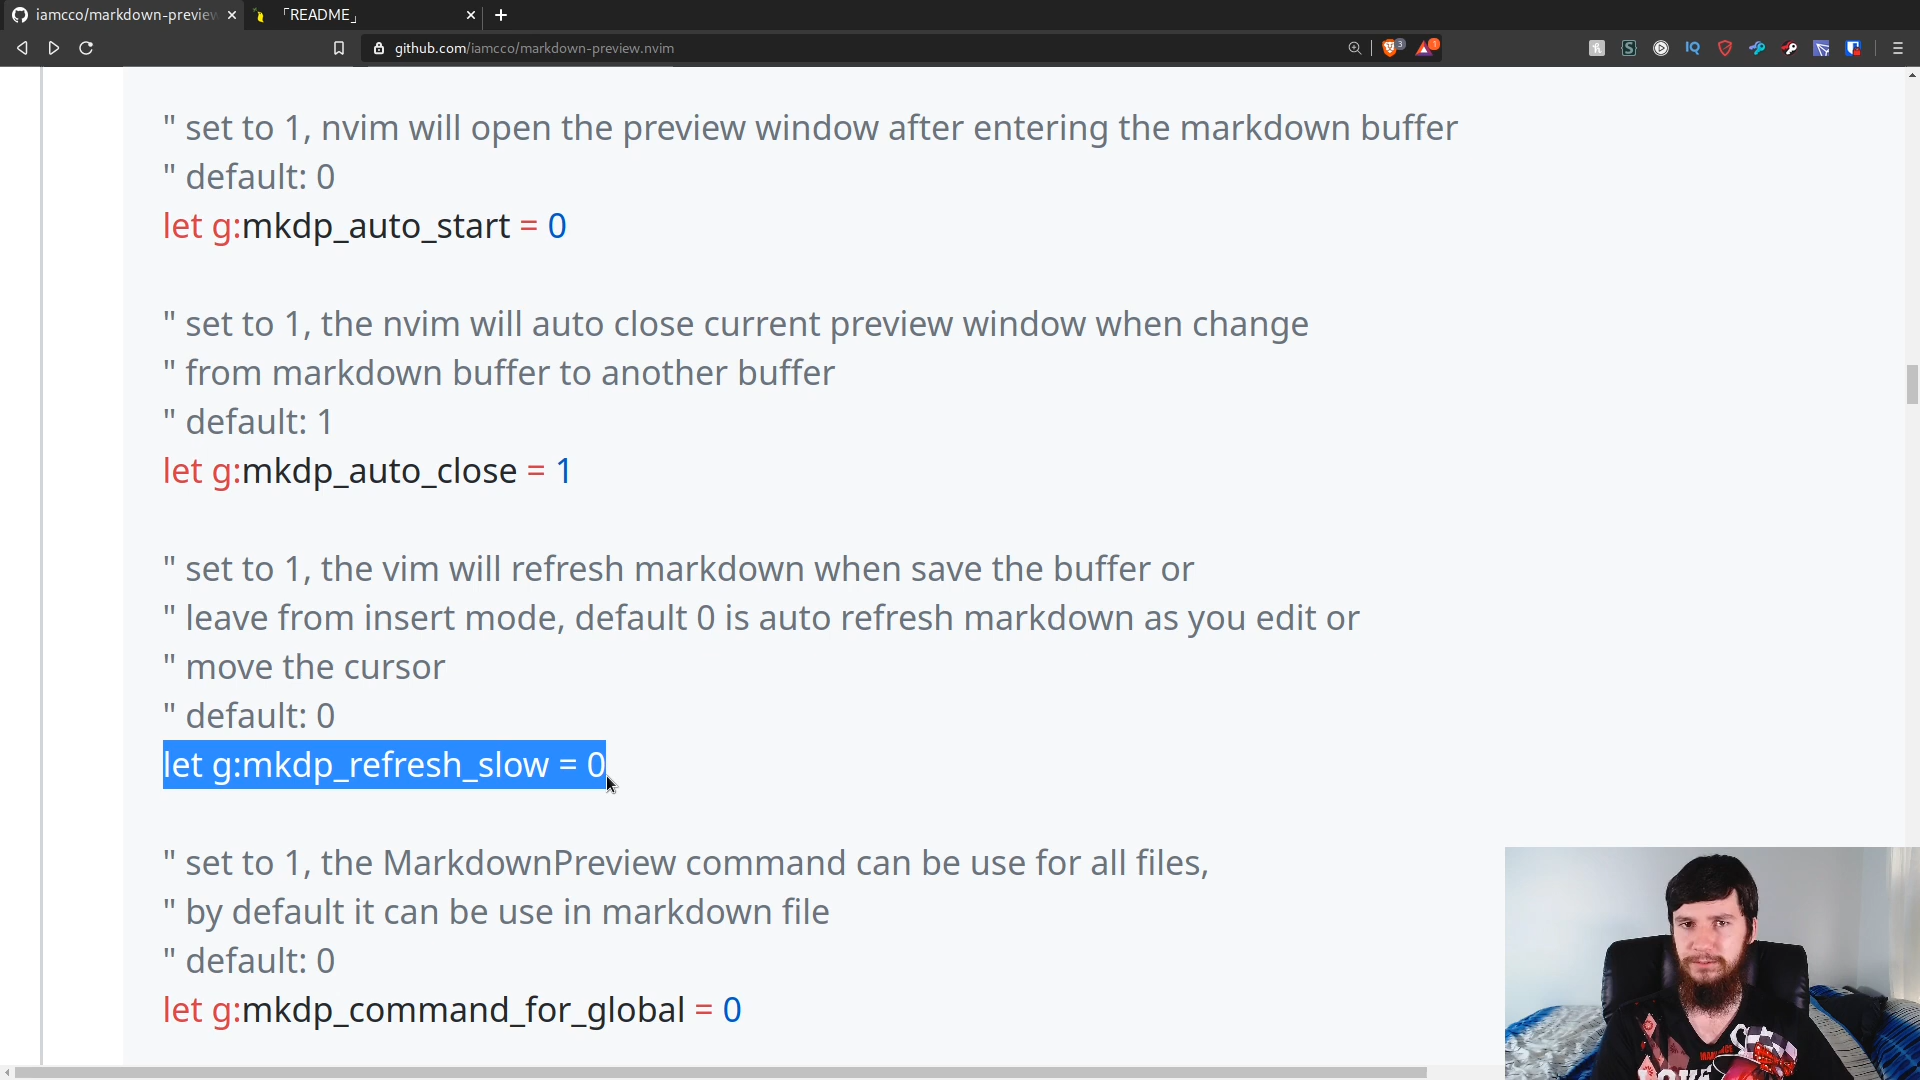 iamcco/markdown-preview
「README」
github.com/iamcco/markdown-preview.nvim
3
1
IQ
" set to 1, nvim will open the preview window after entering the markdown buffer
" default: 0
let g:mkdp_auto_start = 0
" set to 1, the nvim will auto close current preview window when change
" from markdown buffer to another buffer
" default: 1
let g:mkdp_auto_close = 1
" set to 1, the vim will refresh markdown when save the buffer or
" leave from insert mode, default 0 is auto refresh markdown as you edit or
" move the cursor
" default: 0
let g:mkdp_refresh_slow = 0
" set to 1, the MarkdownPreview command can be use for all files,
" by default it can be use in markdown file
" default: 0
let g:mkdp_command_for_global = 0